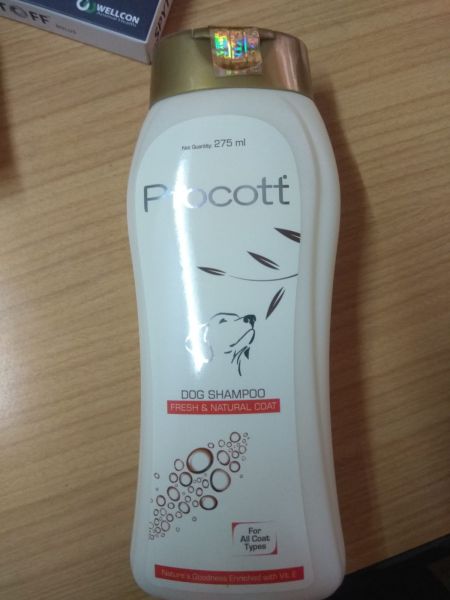 WELLCON
Net Quantity: 275 ml
Procott
DOG SHAMPOO
FRESH & NATURAL COAT
For
All Coat
Types
Nature's Goodness Enriched with Vit. E